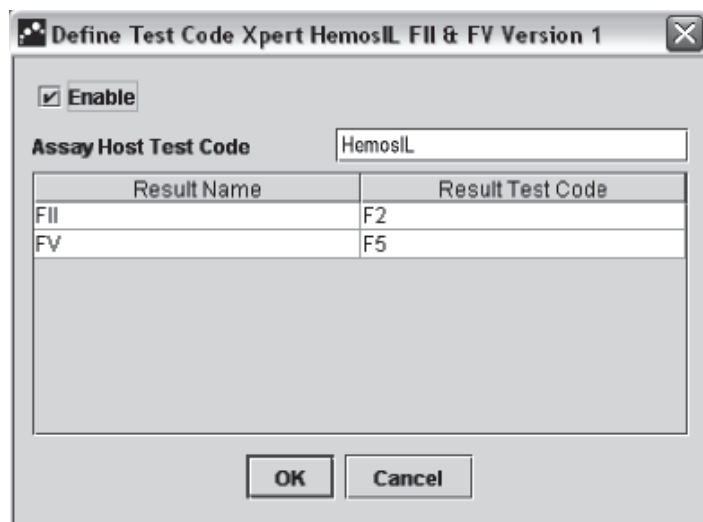 Define Test Code Xpert HemosIL FII & FV Version 1
Enable
Assay Host Test Code HemosIL
Result Name Result Test Code
FII F2
FV F5
OK Cancel